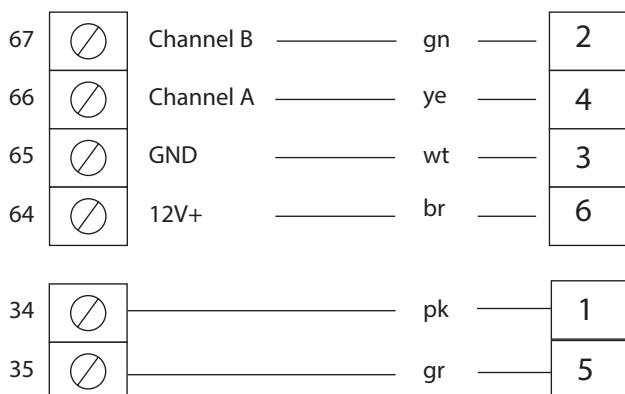 67 Channel B gn 2
66 Channel A ye 4
65 GND wt 3
64 12V+ br 6
34 pk 1
35 gr 5